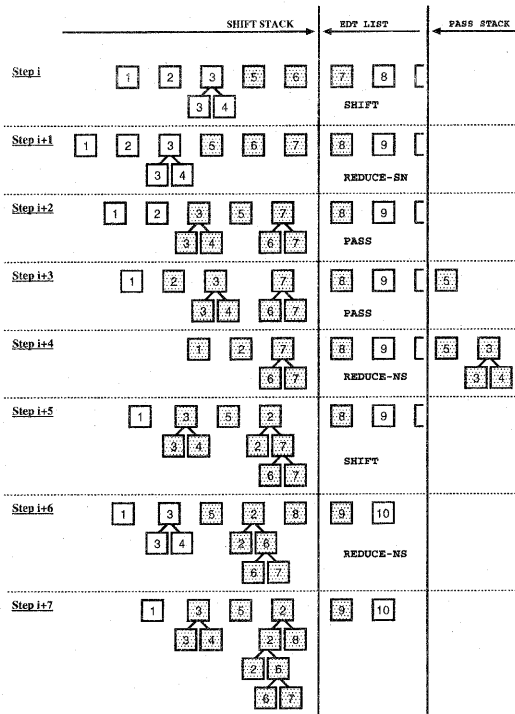 SHIFT STACK EDT LIST PASS STACK
Step i 1 2 3 5 6 7 8
3 4
SHIFT
Step i+1 1 2 3 5 6 7 8 9
3 4
REDUCE-SN
Step i+2 1 2 3 5 7 8 9
3 4 6 7
PASS
Step i+3 1 2 3 7 8 9 5
3 4 6 7
PASS
Step i+4 1 2 7 8 9 5 3
6 7 3 4
REDUCE-NS
Step i+5 1 3 5 2 8 9
3 4 2 7
6 7
SHIFT
Step i+6 1 3 5 2 8 9 10
3 4 2 6
REDUCE-NS
6 7
Step i+7 1 3 5 2 9 10
3 4 2 8
2 6
6 7